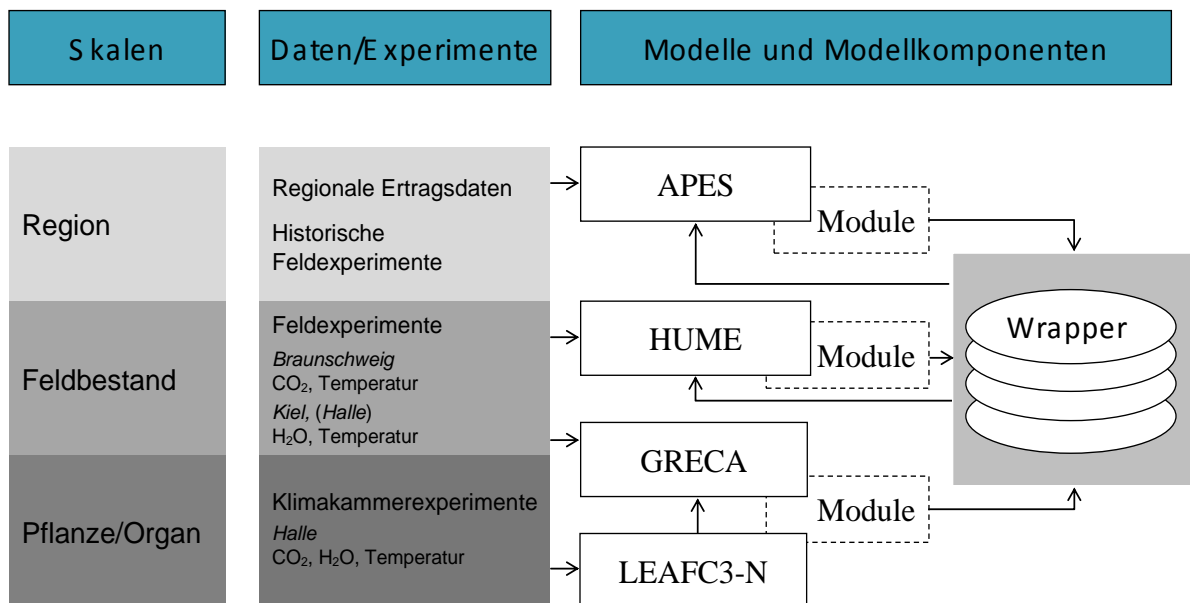 Skalen
Daten/Experimente
Modelle und Modellkomponenten
Region
Regionale Ertragsdaten
Historische
Feldexperimente
APES
Module
Feldbestand
Feldexperimente
Braunschweig
CO₂, Temperatur
Kiel, (Halle)
H₂O, Temperatur
HUME
Module
Wrapper
GRECA
Pflanze/Organ
Klimakammerexperimente
Halle
CO₂, H₂O, Temperatur
Module
LEAFC3-N